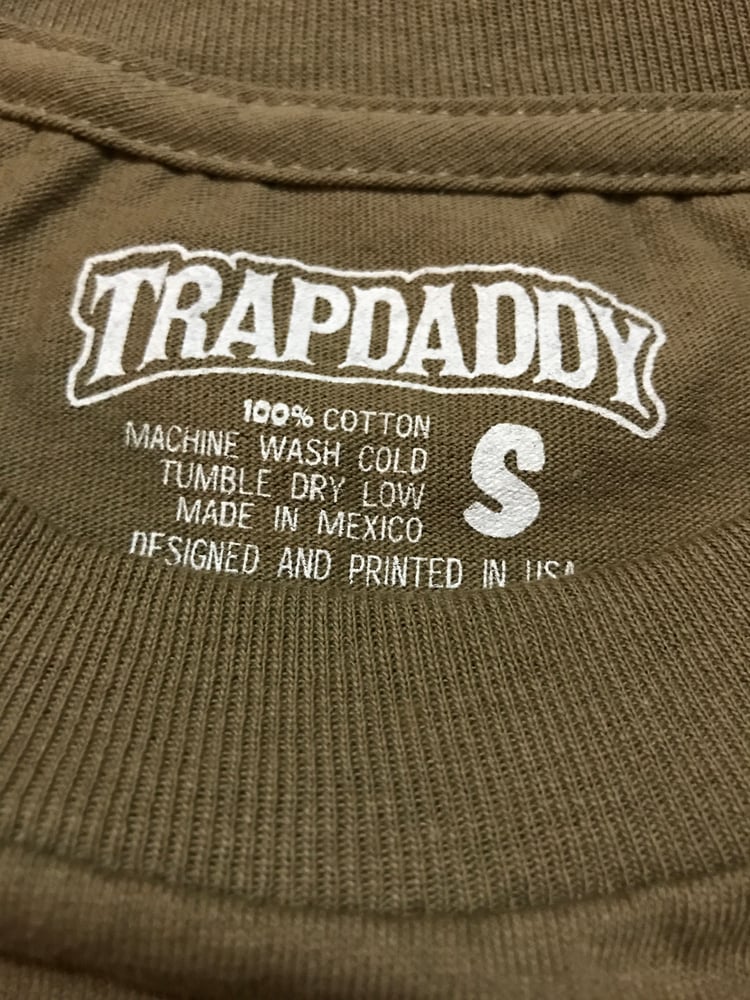 TRAPDADDY
100% COTTON
MACHINE WASH COLD
TUMBLE DRY LOW
MADE IN MEXICO
S
DESIGNED AND PRINTED IN USA